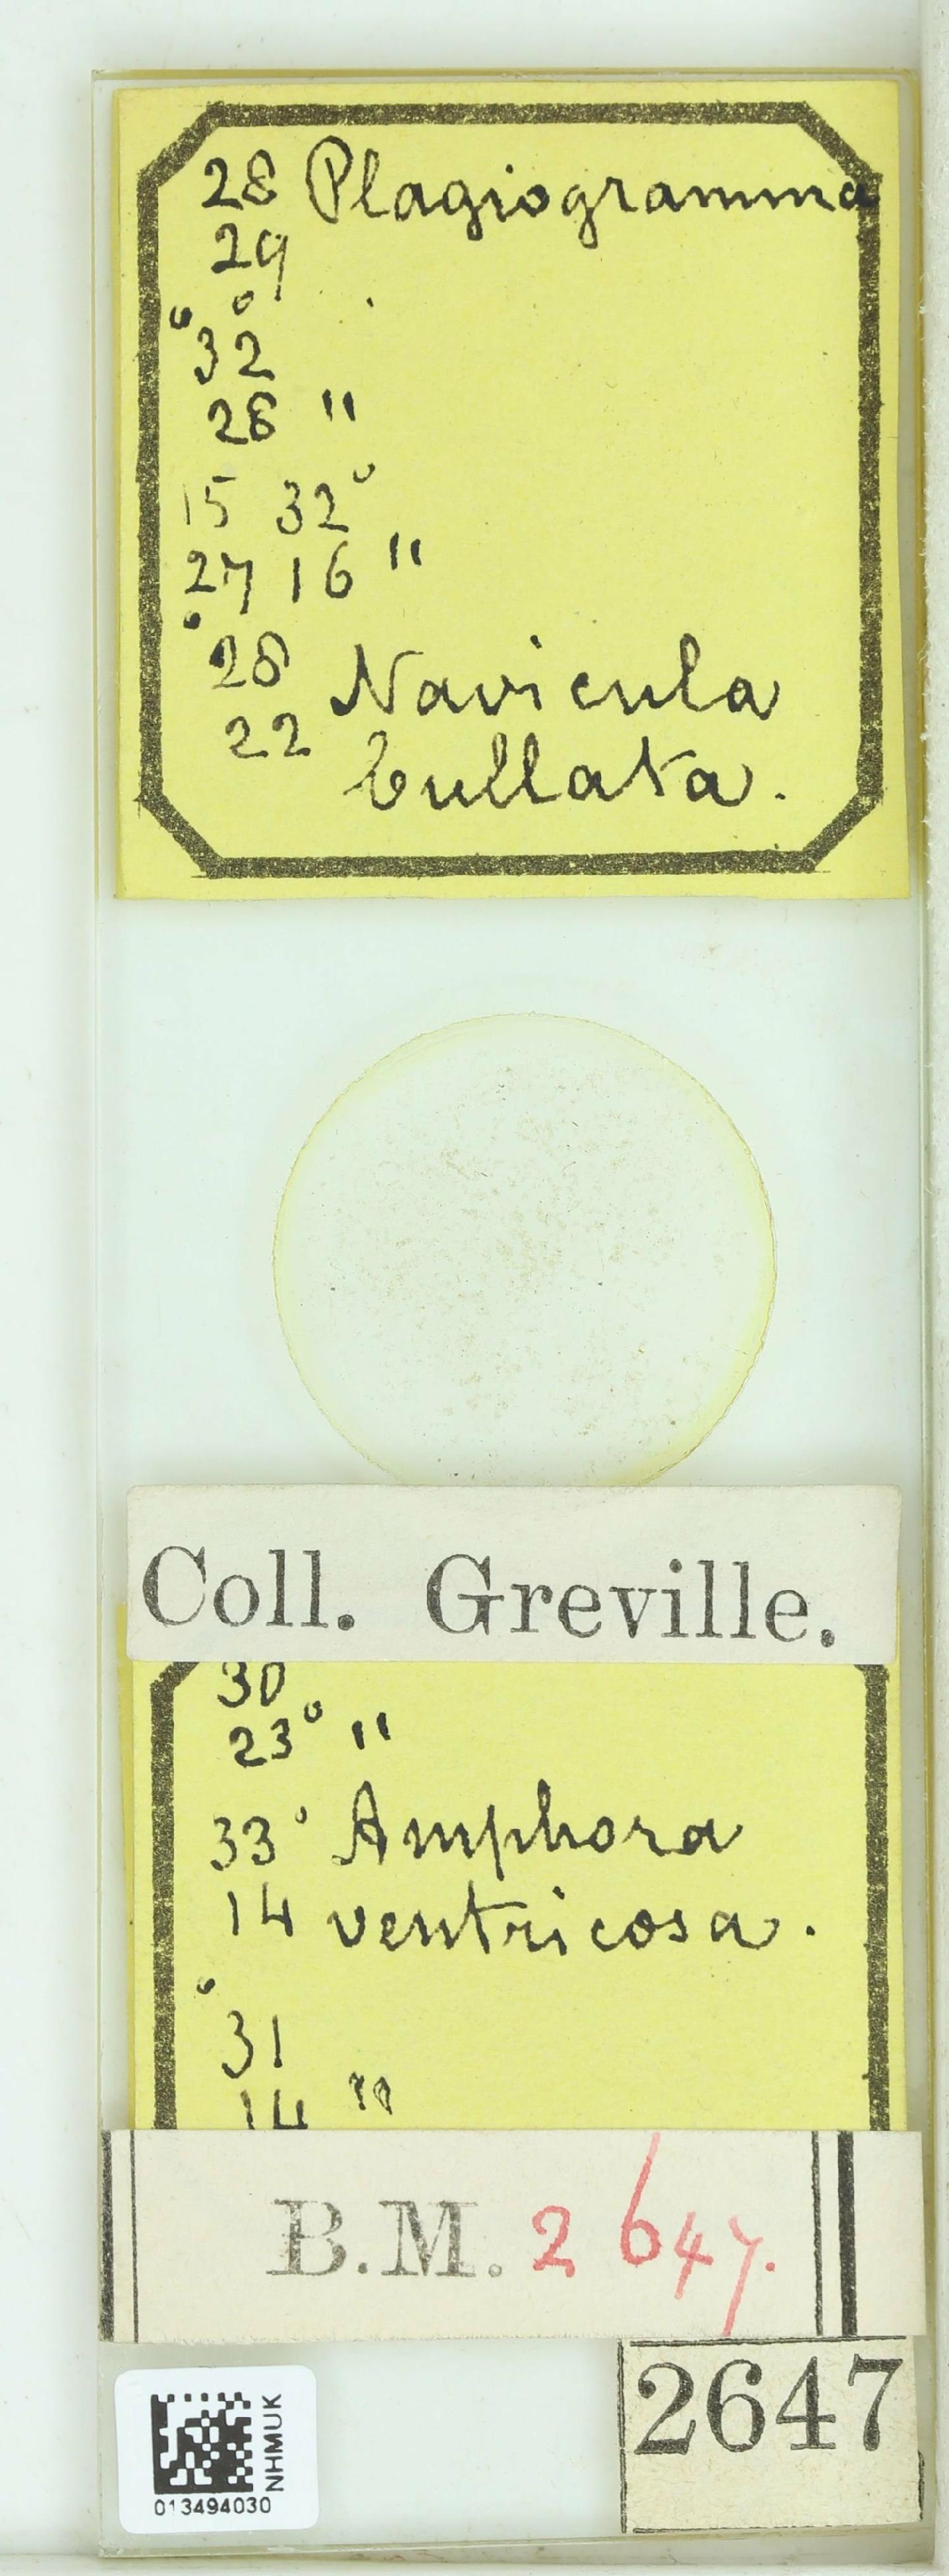 28 Plagiogramma
29
° 32 °
28 "
15 32°
27 16 "
°28 Navicula
22 bullata.
Coll. Greville.
30
23° "
33° Amphora
14 ventricosa.
°31
14 "
B.M. 2647.
2647
NHMUK
013494030